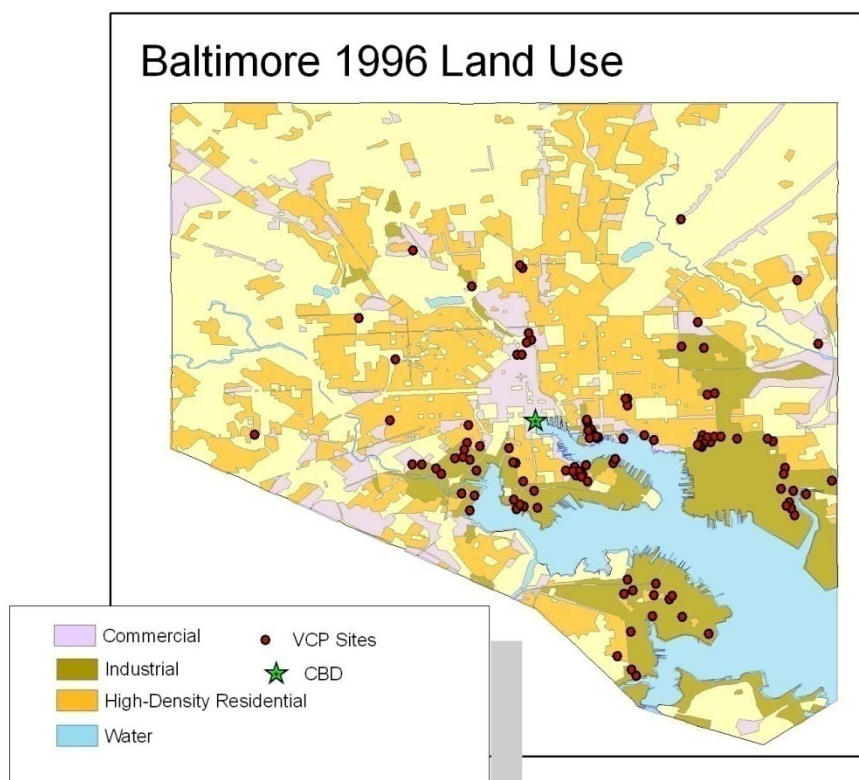 Baltimore 1996 Land Use
Commercial
VCP Sites
Industrial
CBD
High-Density Residential
Water